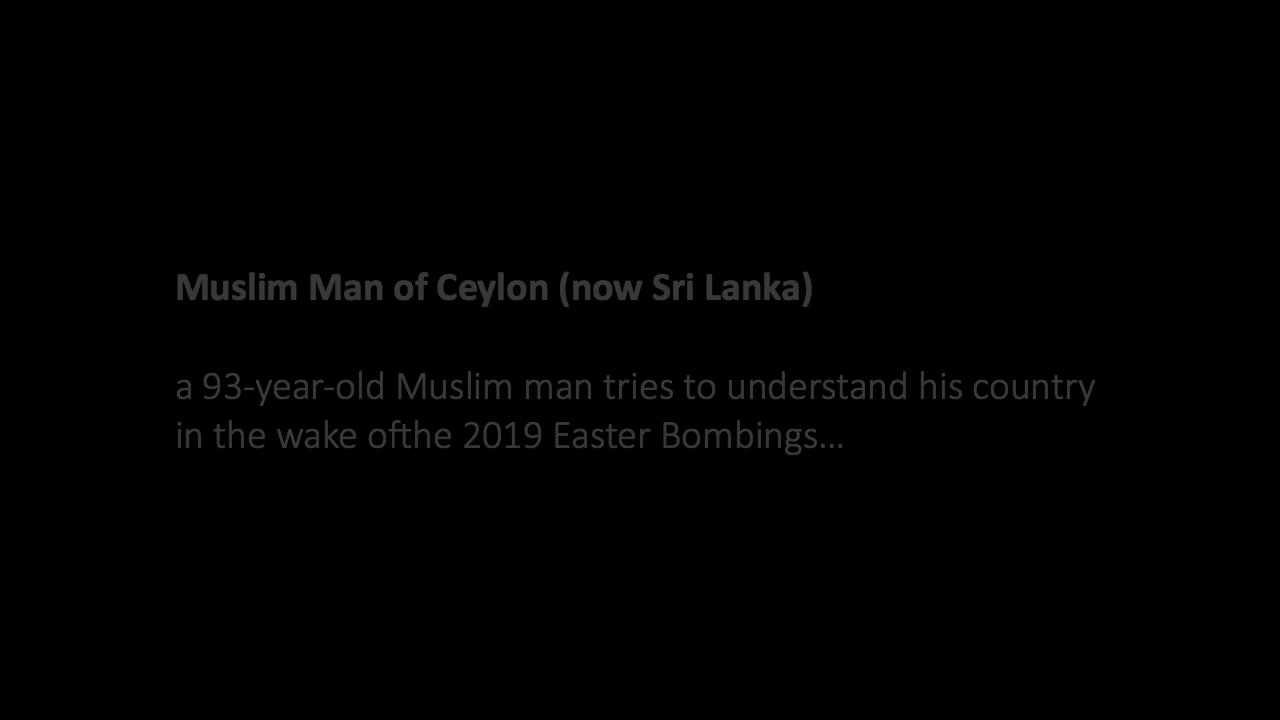 Muslim Man of Ceylon (now Sri Lanka)
a 93-year-old Muslim man tries to understand his country
in the wake ofthe 2019 Easter Bombings...